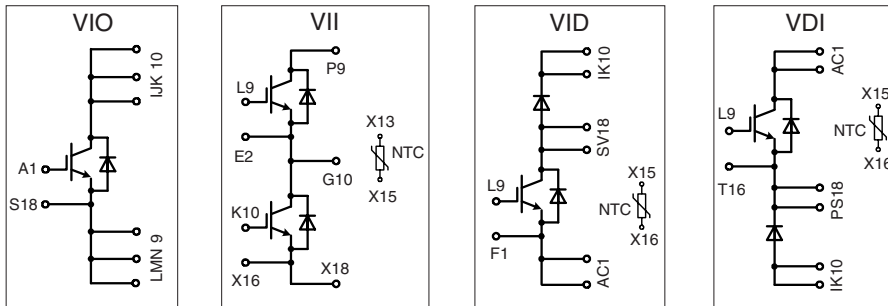 VIO
IJK 10
A1
S18
LMN 9
VII
P9
L9
X13
NTC
E2
G10
X15
K10
X16
X18
VID
IK10
SV18
L9
X15
NTC
X16
F1
AC1
VDI
AC1
X15
L9
NTC
X16
T16
PS18
IK10